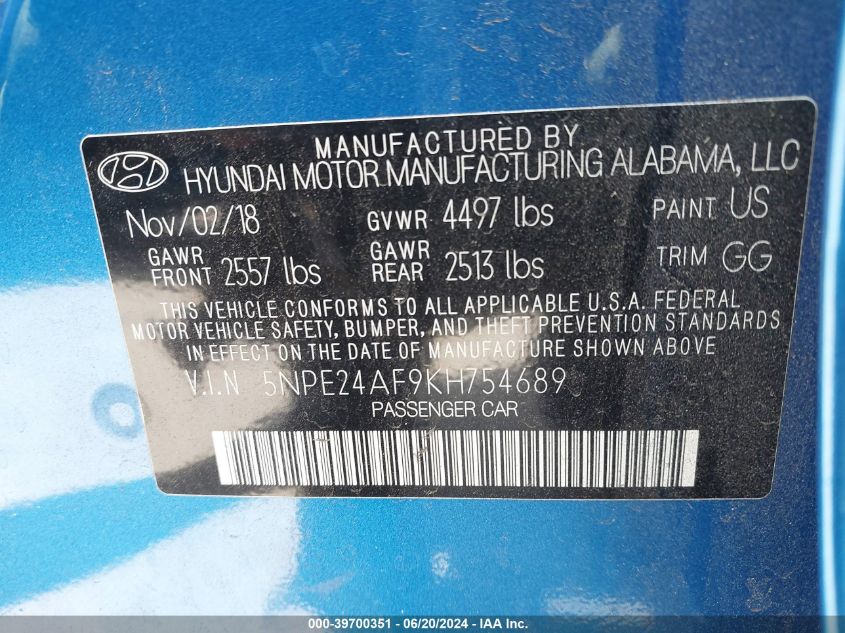 MANUFACTURED BY
HYUNDAI MOTOR MANUFACTURING ALABAMA, LLC
Nov/02/18 GVWR 4497 lbs PAINT US
GAWR FRONT 2557 lbs GAWR REAR 2513 lbs TRIM GG
THIS VEHICLE CONFORMS TO ALL APPLICABLE U.S.A. FEDERAL
MOTOR VEHICLE SAFETY, BUMPER, AND THEFT PREVENTION STANDARDS
IN EFFECT ON THE DATE OF MANUFACTURE SHOWN ABOVE
V.I.N 5NPE24AF9KH754689
PASSENGER CAR
000-39700351 - 06/20/2024 - IAA Inc.